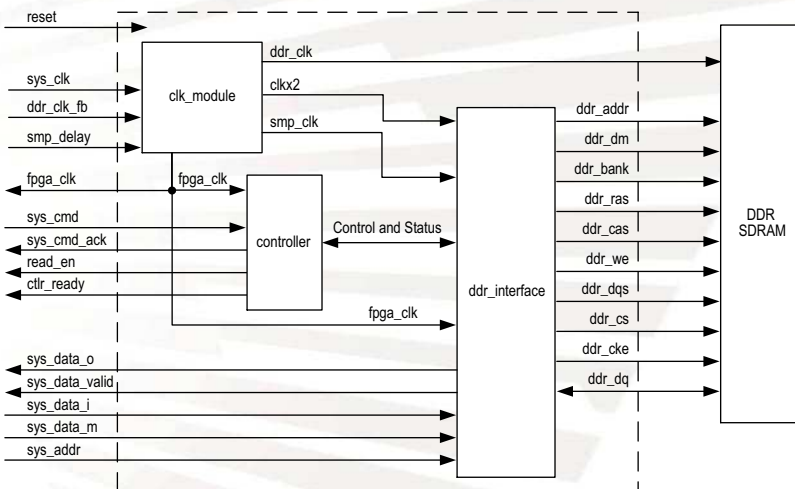 reset
ddr_clk
sys_clk
clk_module
clkx2
ddr_clk_fb
smp_clk
smp_delay
ddr_addr
ddr_dm
fpga_clk
fpga_clk
ddr_bank
sys_cmd
ddr_ras
DDR
SDRAM
controller
Control and Status
sys_cmd_ack
ddr_cas
read_en
ddr_we
ctlr_ready
ddr_interface
ddr_dqs
fpga_clk
ddr_cs
sys_data_o
ddr_cke
sys_data_valid
ddr_dq
sys_data_i
sys_data_m
sys_addr